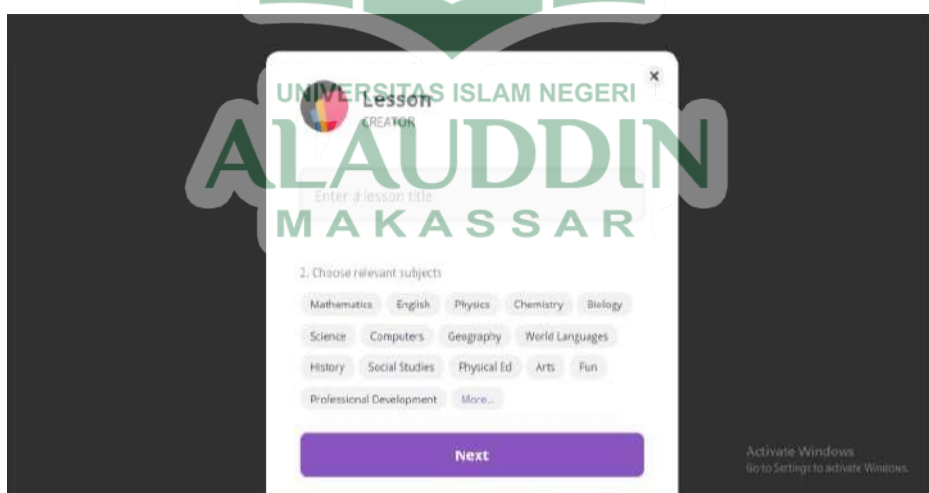 UNIVERSITAS ISLAM NEGERI
ALAUDDIN
MAKASSAR
×
Lesson
CREATOR
Enter a lesson title
2. Choose relevant subjects
Mathematics English Physics Chemistry Biology
Science Computers Geography World Languages
History Social Studies Physical Ed Arts Fun
Professional Development More...
Next
Activate Windows
Go to Settings to activate Windows.